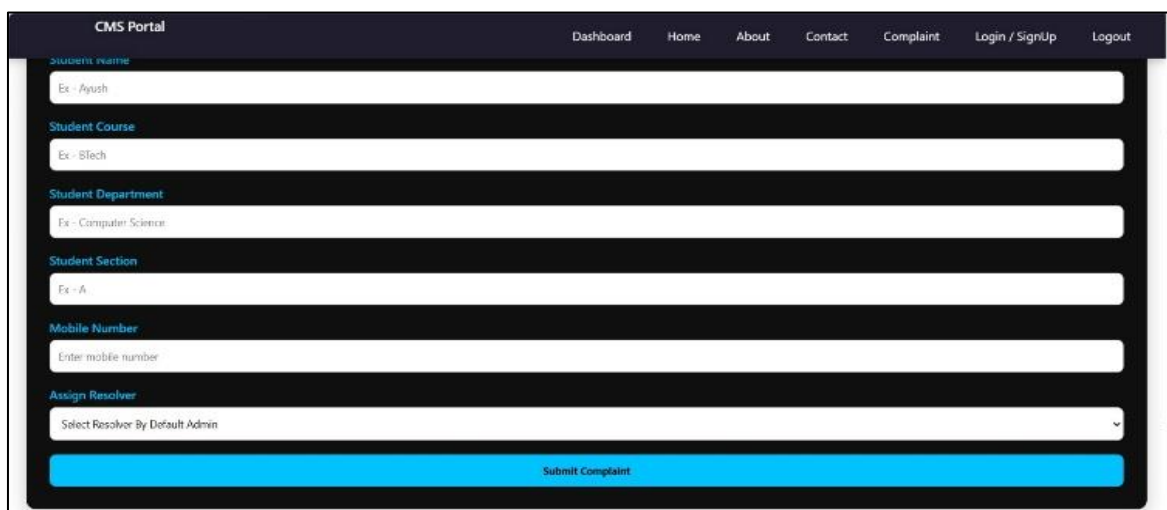 CMS Portal
Dashboard Home About Contact Complaint Login / SignUp Logout
Student Name
Ex - Ayush
Student Course
Ex - BTech
Student Department
Ex - Computer Science
Student Section
Ex - A
Mobile Number
Enter mobile number
Assign Resolver
Select Resolver By Default Admin
Submit Complaint